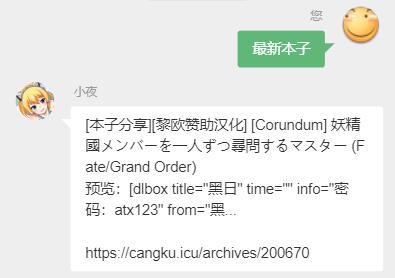 您
最新本子
小夜
[本子分享][黎欧赞助汉化] [Corundum] 妖精
國メンバーを一人ずつ尋問するマスター (F
ate/Grand Order)
预览：[dlbox title="黑日" time="" info="密
码：atx123" from="黑...
https://cangku.icu/archives/200670